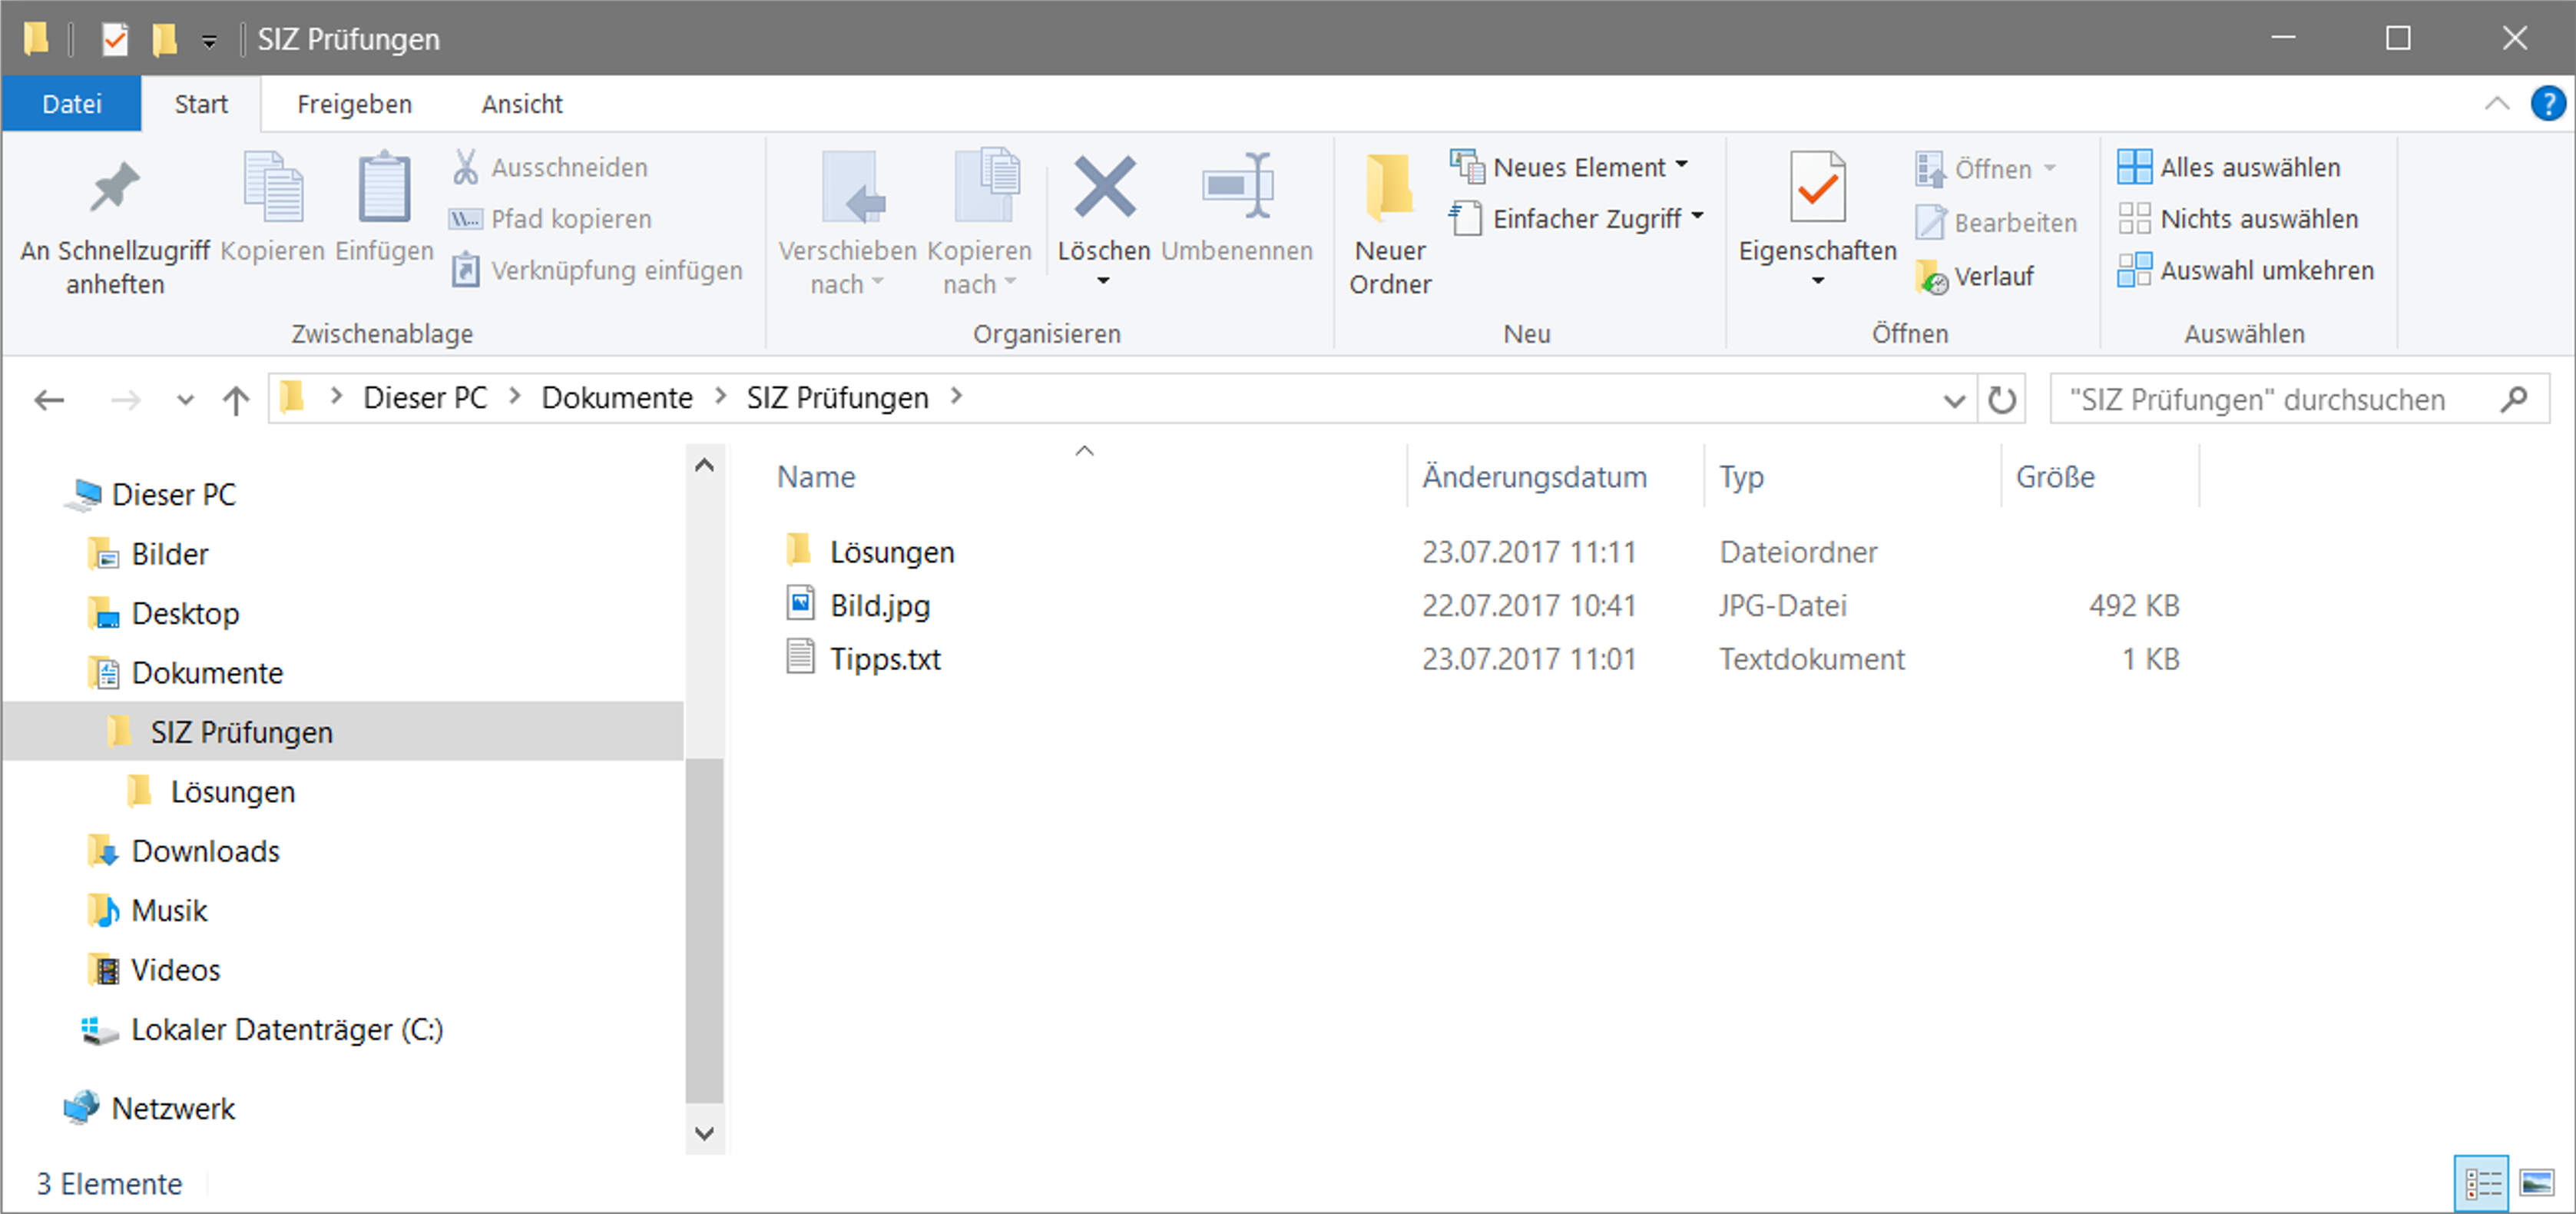 SIZ Prüfungen
Datei Start Freigeben Ansicht ?
An Schnellzugriff
anheften
Kopieren
Einfügen
Ausschneiden
Pfad kopieren
Verknüpfung einfügen
Zwischenablage
Verschieben
nach
Kopieren
nach
Löschen
Umbenennen
Organisieren
Neuer
Ordner
Neues Element
Einfacher Zugriff
Neu
Eigenschaften
Öffnen
Bearbeiten
Verlauf
Öffnen
Alles auswählen
Nichts auswählen
Auswahl umkehren
Auswählen
Dieser PC > Dokumente > SIZ Prüfungen >
"SIZ Prüfungen" durchsuchen
Dieser PC
Bilder
Desktop
Dokumente
SIZ Prüfungen
Lösungen
Downloads
Musik
Videos
Lokaler Datenträger (C:)
Netzwerk
Name Änderungsdatum Typ Größe
Lösungen 23.07.2017 11:11 Dateiordner
Bild.jpg 22.07.2017 10:41 JPG-Datei 492 KB
Tipps.txt 23.07.2017 11:01 Textdokument 1 KB
3 Elemente